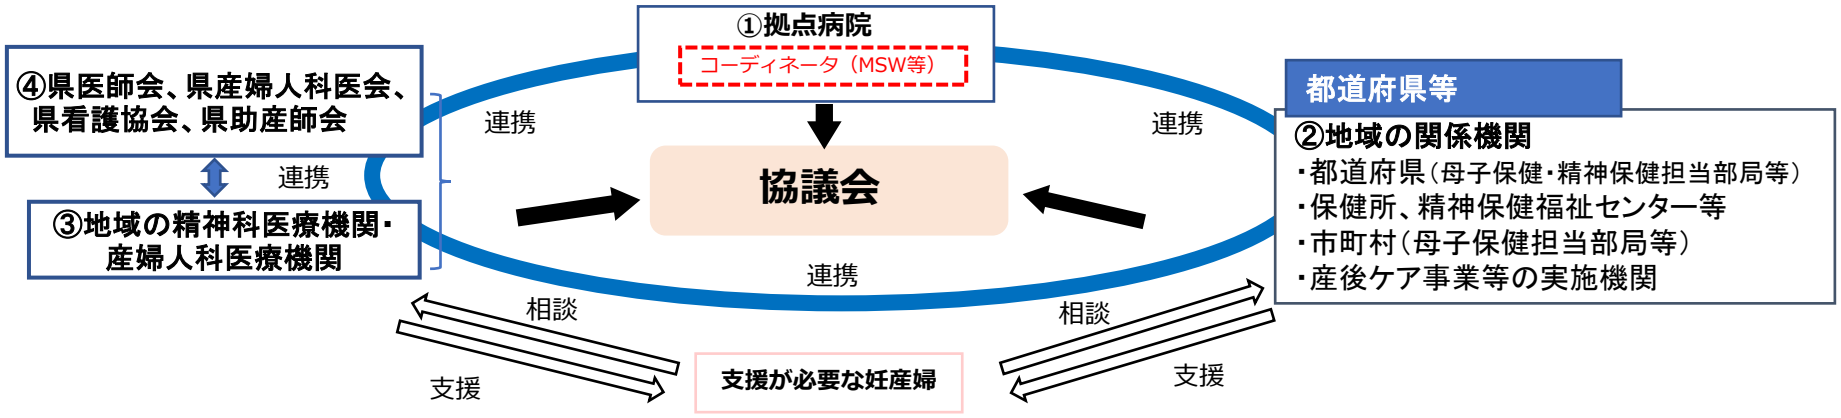 ①拠点病院
コーディネータ（MSW等）
④県医師会、県産婦人科医会、
県看護協会、県助産師会
連携
③地域の精神科医療機関・
産婦人科医療機関
連携
連携
協議会
連携
都道府県等
②地域の関係機関
・都道府県（母子保健・精神保健担当部局等）
・保健所、精神保健福祉センター等
・市町村（母子保健担当部局等）
・産後ケア事業等の実施機関
相談
支援
支援が必要な妊産婦
相談
支援